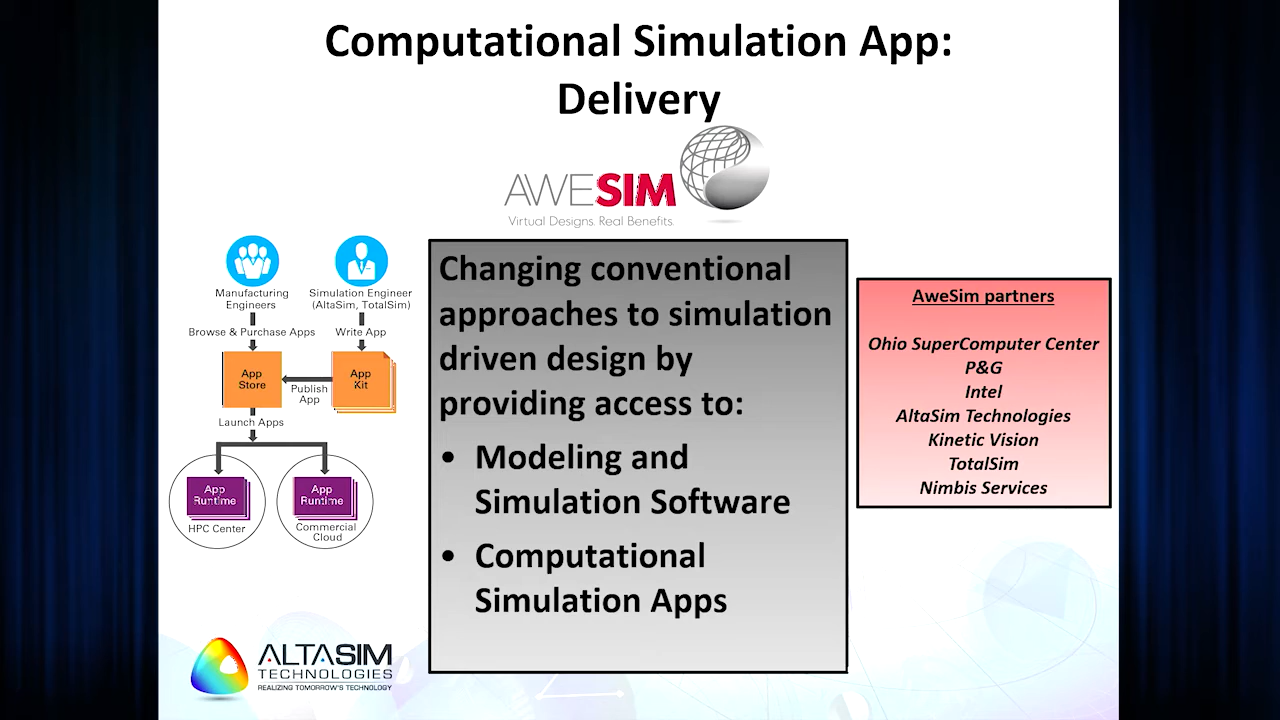 Computational Simulation App:
Delivery
AWESIM
Virtual Designs. Real Benefits.
Manufacturing
Engineers
Simulation Engineer
(AltaSim, TotalSim)
Browse & Purchase Apps
Write App
App
Store
Publish
App
App
Kit
Launch Apps
App
Runtime
HPC Center
App
Runtime
Commercial
Cloud
Changing conventional
approaches to simulation
driven design by
providing access to:
• Modeling and
Simulation Software
• Computational
Simulation Apps
AweSim partners
Ohio SuperComputer Center
P&G
Intel
AltaSim Technologies
Kinetic Vision
TotalSim
Nimbis Services
ALTASIM
TECHNOLOGIES
REALIZING TOMORROW'S TECHNOLOGY